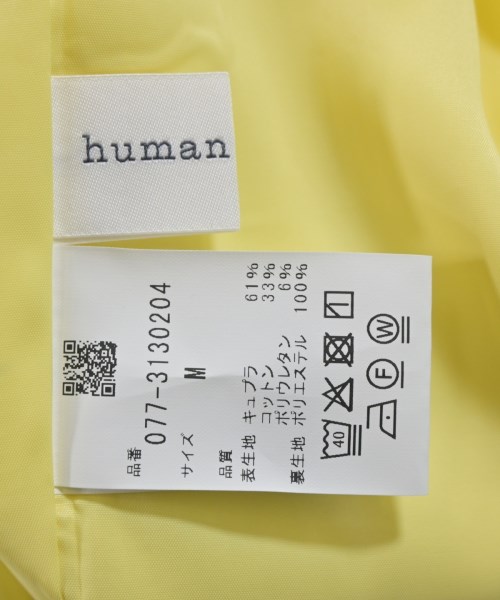 human
品番
077-3130204
サイズ
M
品質
表生地 キュプラ 61%
コットン 33%
ポリウレタン 6%
裏生地 ポリエステル 100%
40
F W